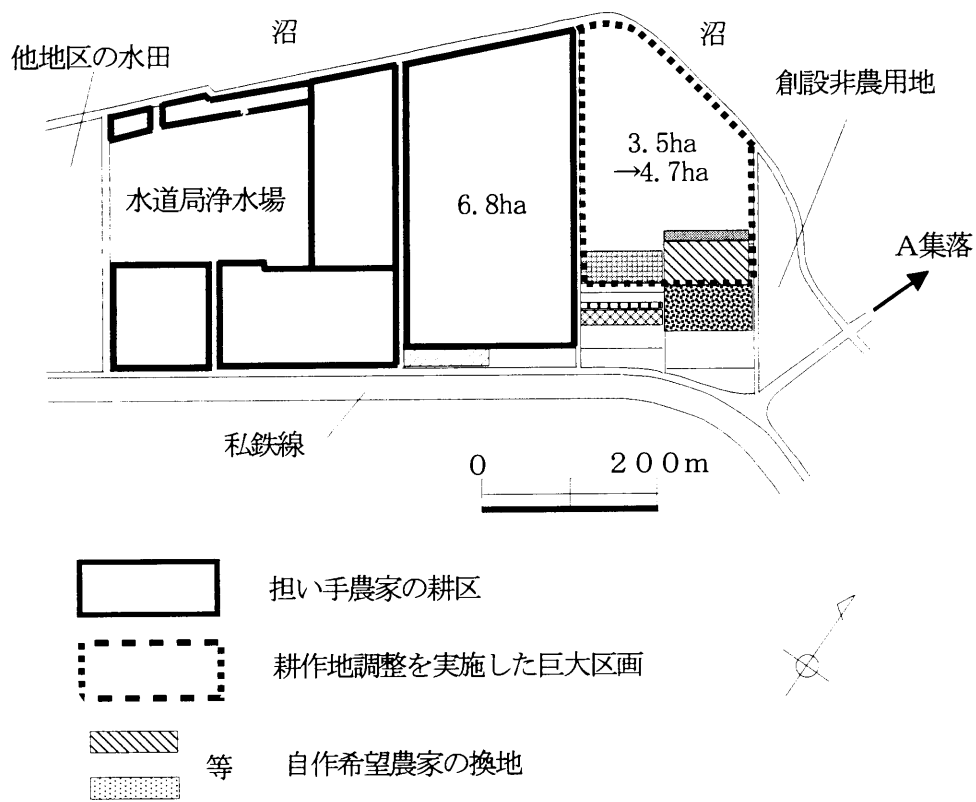 沼
沼
他地区の水田
創設非農用地
3.5ha
→4.7ha
水道局浄水場
6.8ha
A集落
私鉄線
0 200m
担い手農家の耕区
耕作地調整を実施した巨大区画
等 自作希望農家の換地